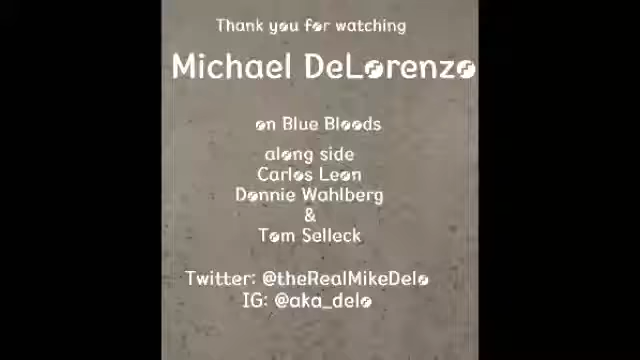 Thank you for watching
Michael DeLorenzo
on Blue Bloods
along side
Carlos Leon
Donnie Wahlberg
&
Tom Selleck
Twitter: @theRealMikeDelo
IG: @aka_delo